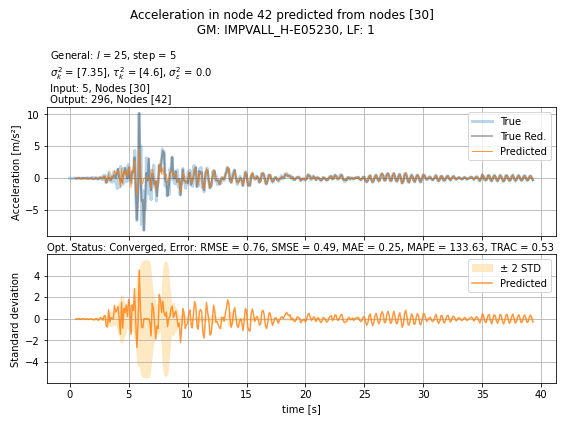 Acceleration in node 42 predicted from nodes [30]
GM: IMPVALL_H-E05230, LF: 1
General: l = 25, step = 5
σ²ₖ = [7.35], τ²ₖ = [4.6], σ²ₑ = 0.0
Input: 5, Nodes [30]
Output: 296, Nodes [42]
Acceleration [m/s²]
10
5
0
−5
True
True Red.
Predicted
Opt. Status: Converged, Error: RMSE = 0.76, SMSE = 0.49, MAE = 0.25, MAPE = 133.63, TRAC = 0.53
Standard deviation
4
2
0
−2
−4
± 2 STD
Predicted
0 5 10 15 20 25 30 35 40
time [s]